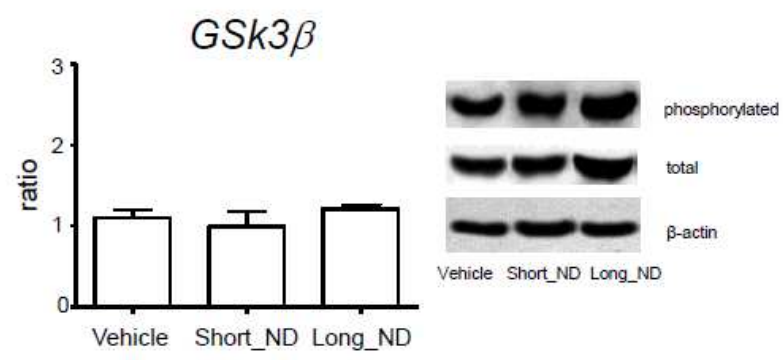 GSk3β
3
2
1
0
ratio
Vehicle Short_ND Long_ND
phosphorylated
total
β-actin
Vehicle Short_ND Long_ND